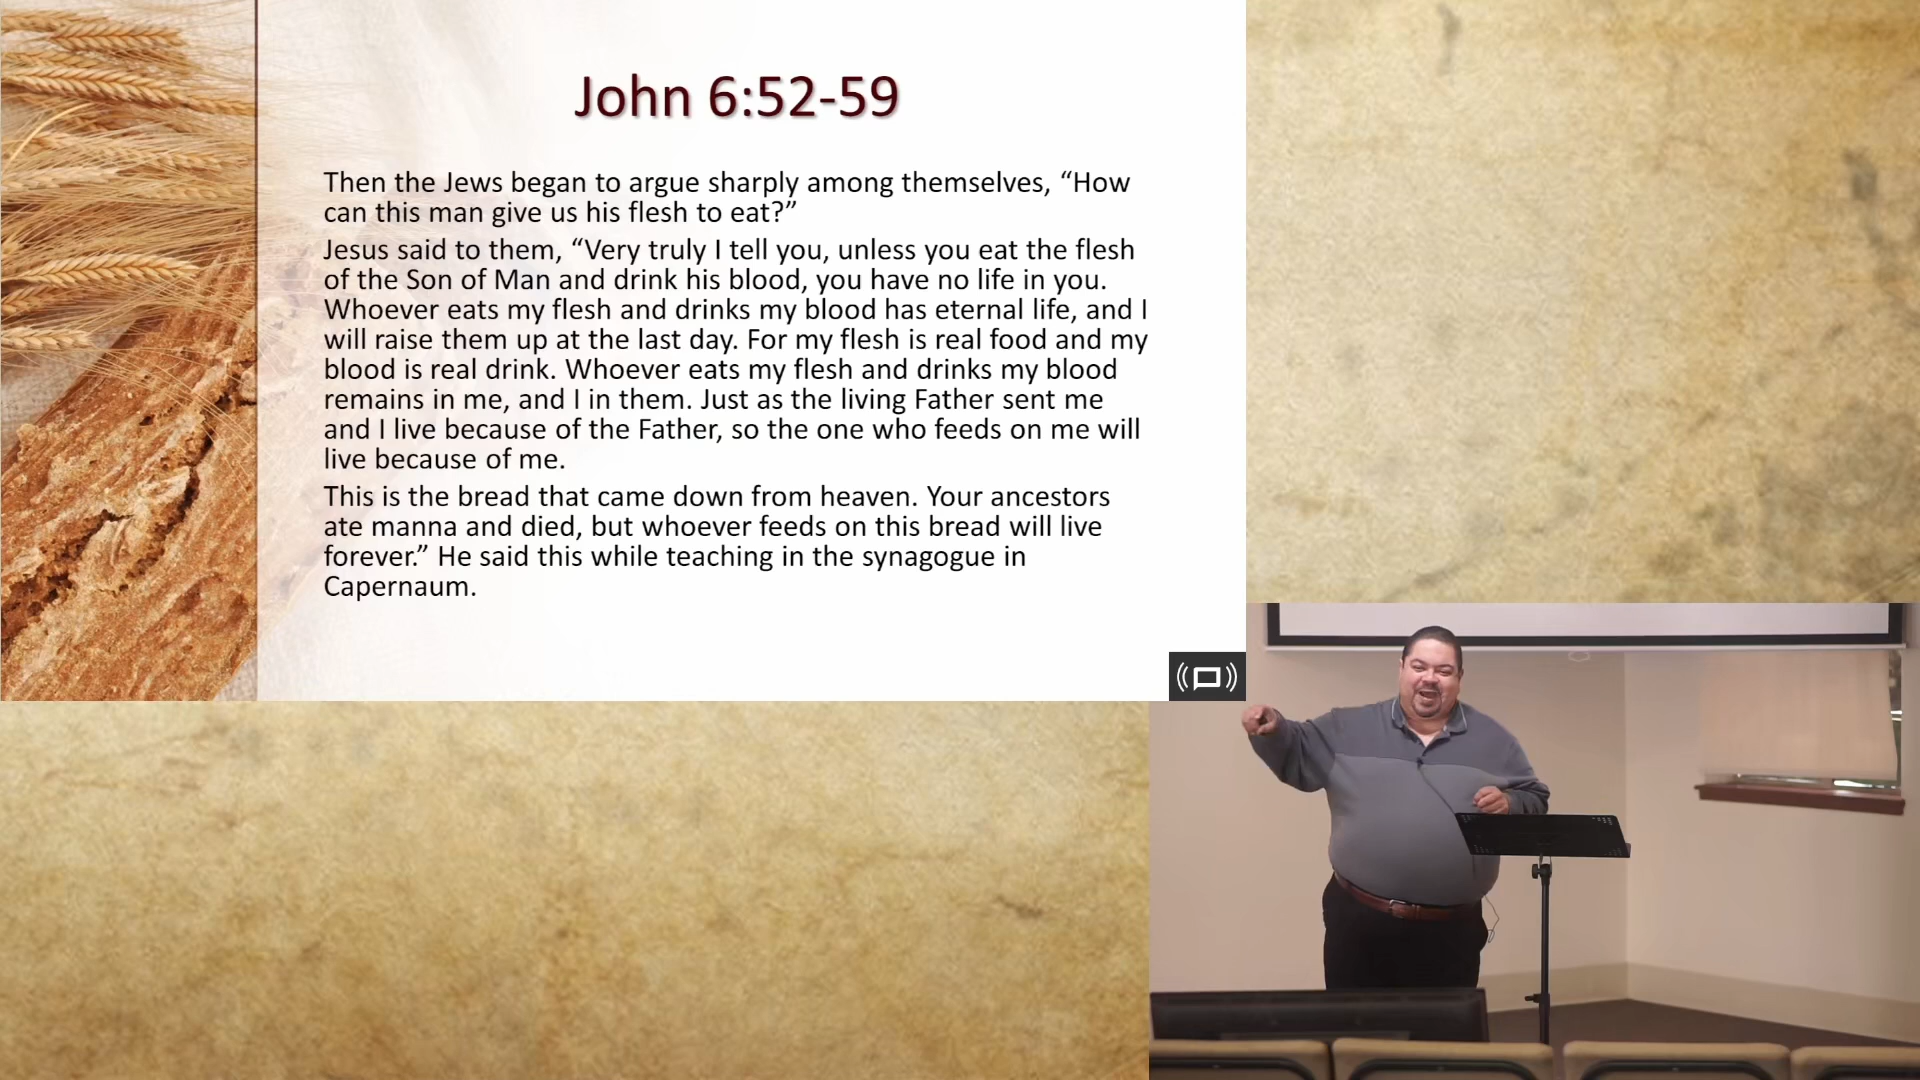 John 6:52-59
Then the Jews began to argue sharply among themselves, “How
can this man give us his flesh to eat?”
Jesus said to them, “Very truly I tell you, unless you eat the flesh
of the Son of Man and drink his blood, you have no life in you.
Whoever eats my flesh and drinks my blood has eternal life, and I
will raise them up at the last day. For my flesh is real food and my
blood is real drink. Whoever eats my flesh and drinks my blood
remains in me, and I in them. Just as the living Father sent me
and I live because of the Father, so the one who feeds on me will
live because of me.
This is the bread that came down from heaven. Your ancestors
ate manna and died, but whoever feeds on this bread will live
forever.” He said this while teaching in the synagogue in
Capernaum.